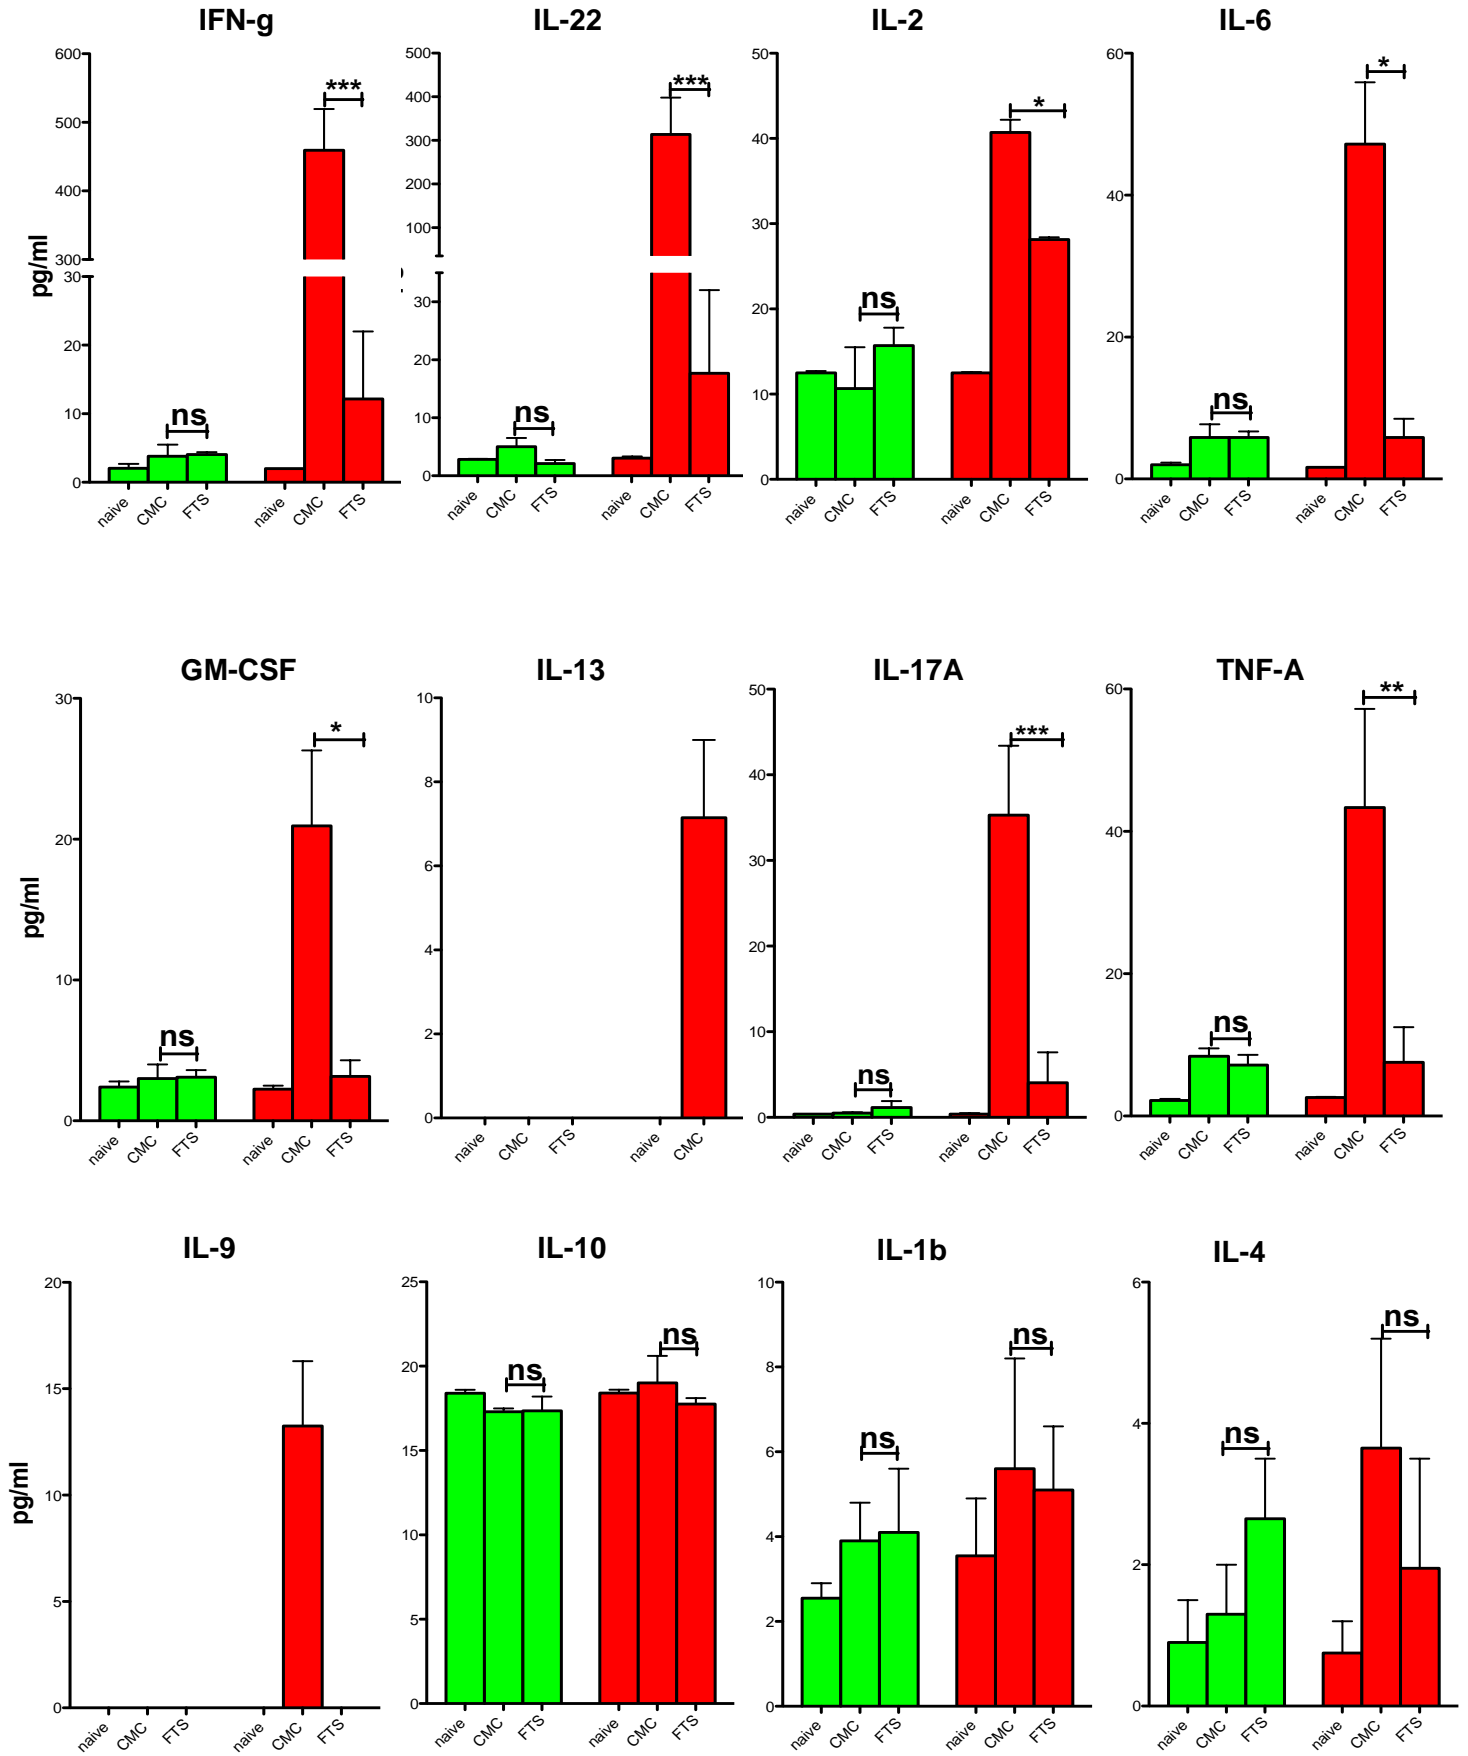 IFN-g
600
500
400
300
30
20
10
0
pg/ml
ns
***
naive CMC FTS naive CMC FTS
IL-22
500
400
300
200
100
30
20
10
0
ns
***
naive CMC FTS naive CMC FTS
IL-2
50
40
30
20
10
0
ns
*
naive CMC FTS naive CMC FTS
IL-6
60
40
20
0
ns
*
naive CMC FTS naive CMC FTS
GM-CSF
30
20
10
0
pg/ml
ns
*
naive CMC FTS naive CMC FTS
IL-13
10
8
6
4
2
0
naive CMC FTS naive CMC
IL-17A
50
40
30
20
10
0
ns
***
naive CMC FTS naive CMC FTS
TNF-A
60
40
20
0
ns
**
naive CMC FTS naive CMC FTS
IL-9
20
15
10
5
0
pg/ml
naive CMC FTS naive CMC FTS
IL-10
25
20
15
10
5
0
ns
ns
naive CMC FTS naive CMC FTS
IL-1b
10
8
6
4
2
0
ns
ns
naive CMC FTS naive CMC FTS
IL-4
6
4
2
0
ns
ns
naive CMC FTS naive CMC FTS